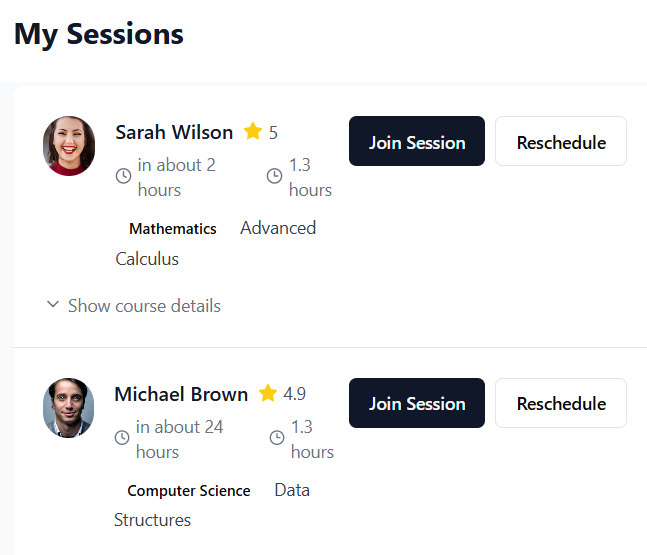 My Sessions
Sarah Wilson 5
Join Session
Reschedule
in about 2
hours
1.3
hours
Mathematics Advanced
Calculus
Show course details
Michael Brown 4.9
Join Session
Reschedule
in about 24
hours
1.3
hours
Computer Science Data
Structures